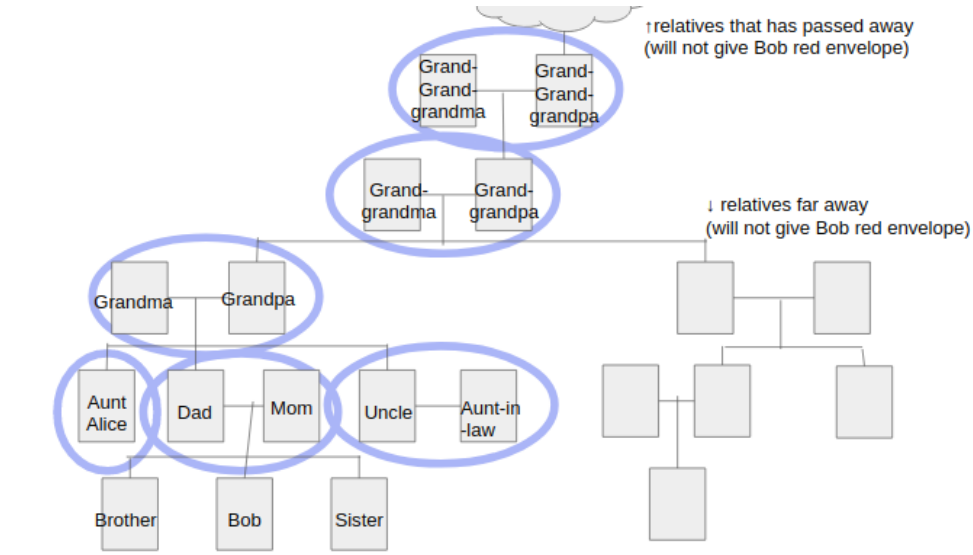 ↑relatives that has passed away
(will not give Bob red envelope)
Grand-
Grand-
grandma
Grand-
Grand-
grandpa
Grand-
grandma
Grand-
grandpa
↓ relatives far away
(will not give Bob red envelope)
Grandma
Grandpa
Aunt
Alice
Dad
Mom
Uncle
Aunt-in
-law
Brother
Bob
Sister